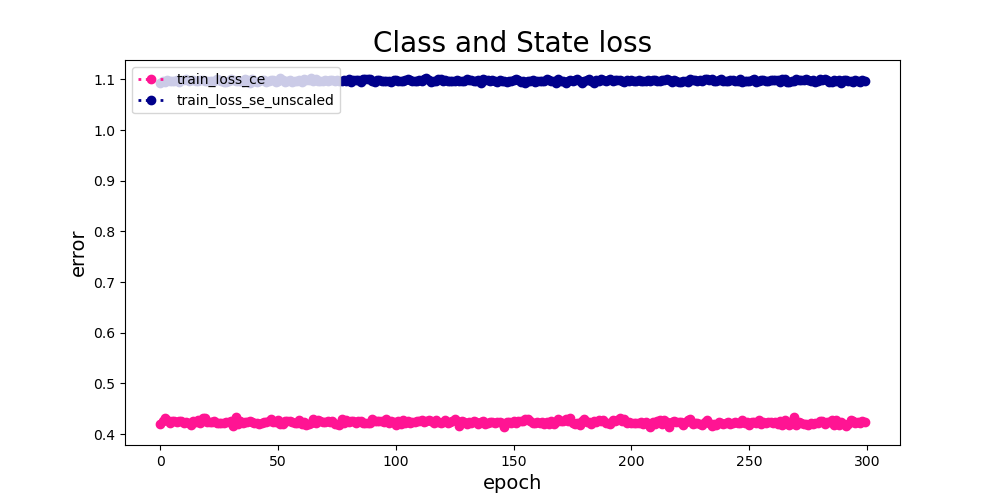 Class and State loss
train_loss_ce
train_loss_se_unscaled
error
1.1
1.0
0.9
0.8
0.7
0.6
0.5
0.4
0 50 100 150 200 250 300
epoch